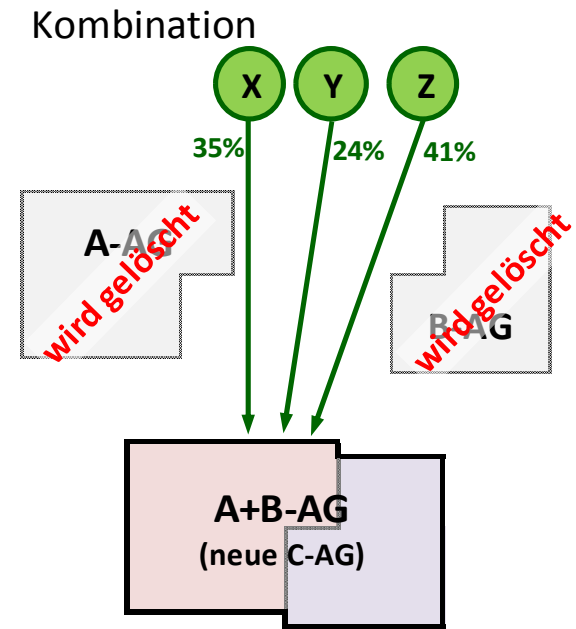 Kombination
X Y Z
35% 24% 41%
A-AG
wird gelöscht
B-AG
wird gelöscht
A+B-AG
(neue C-AG)